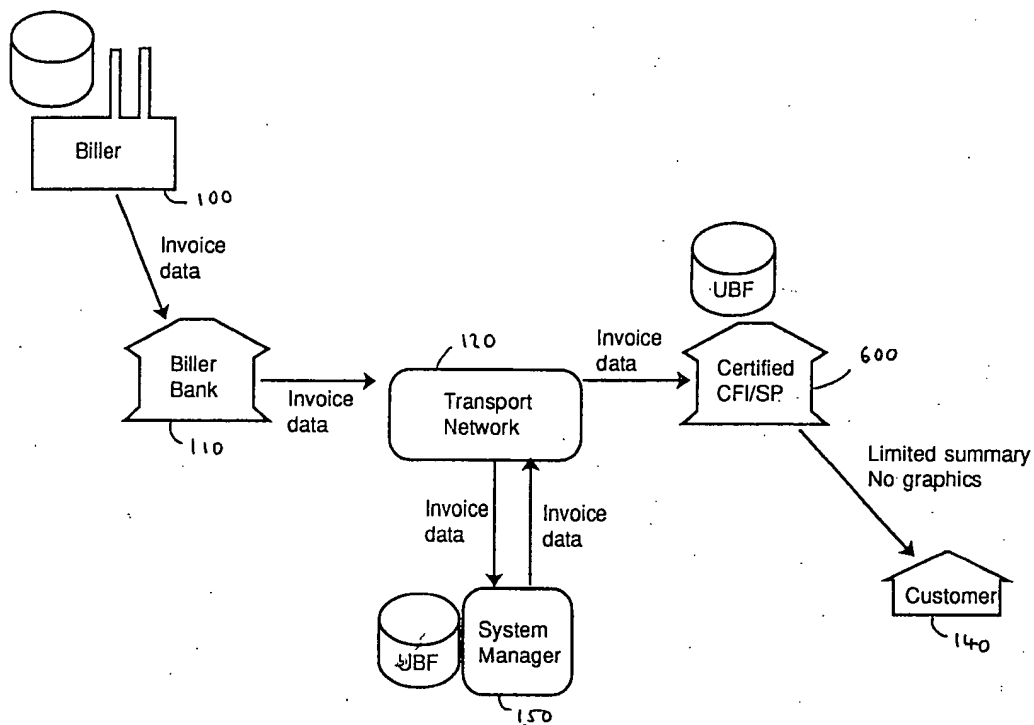 Biller
100
Invoice
data
Biller
Bank
110
Invoice
data
120
Transport
Network
Invoice
data
Invoice
data
UBF
System
Manager
150
Invoice
data
UBF
Certified
CFI/SP
600
Limited summary
No graphics
Customer
140